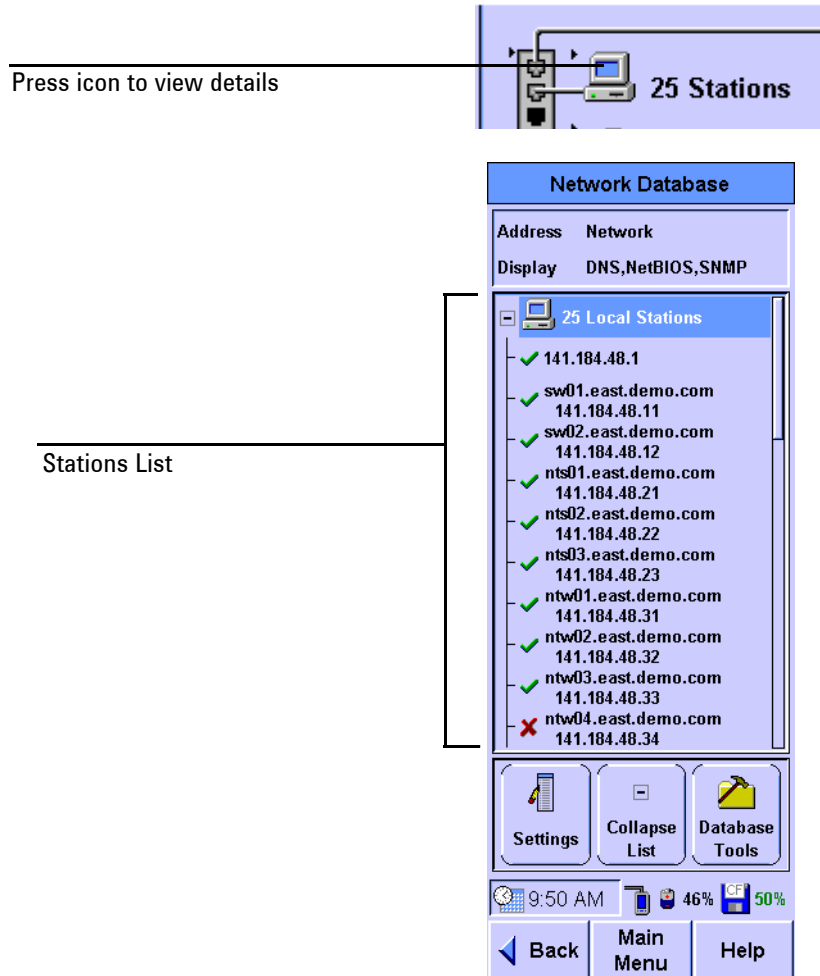 Press icon to view details
25 Stations
Network Database
Address Network
Display DNS,NetBIOS,SNMP
25 Local Stations
141.184.48.1
sw01.east.demo.com
141.184.48.11
sw02.east.demo.com
141.184.48.12
nts01.east.demo.com
141.184.48.21
nts02.east.demo.com
141.184.48.22
nts03.east.demo.com
141.184.48.23
ntw01.east.demo.com
141.184.48.31
ntw02.east.demo.com
141.184.48.32
ntw03.east.demo.com
141.184.48.33
ntw04.east.demo.com
141.184.48.34
Stations List
Settings
Collapse
List
Database
Tools
9:50 AM 46% CF 50%
Back
Main
Menu
Help